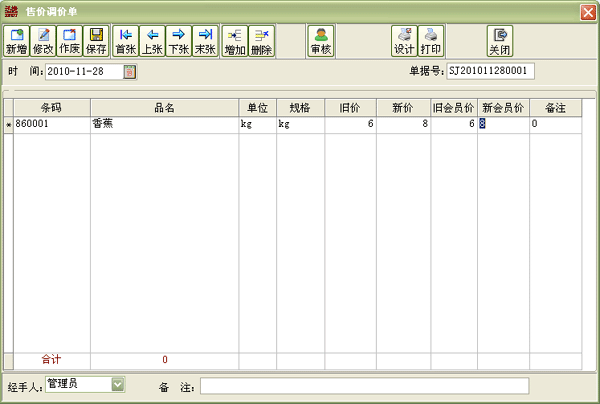 售价调价单
新增 修改 作废 保存 首张 上张 下张 末张 增加 删除 审核 设计 打印 关闭
时 间: 2010-11-28 单据号: SJ201011280001
条码 品名 单位 规格 旧价 新价 旧会员价 新会员价 备注
* 860001 香蕉 kg kg 6 8 6 8 0
合计 0
经手人: 管理员 备 注: